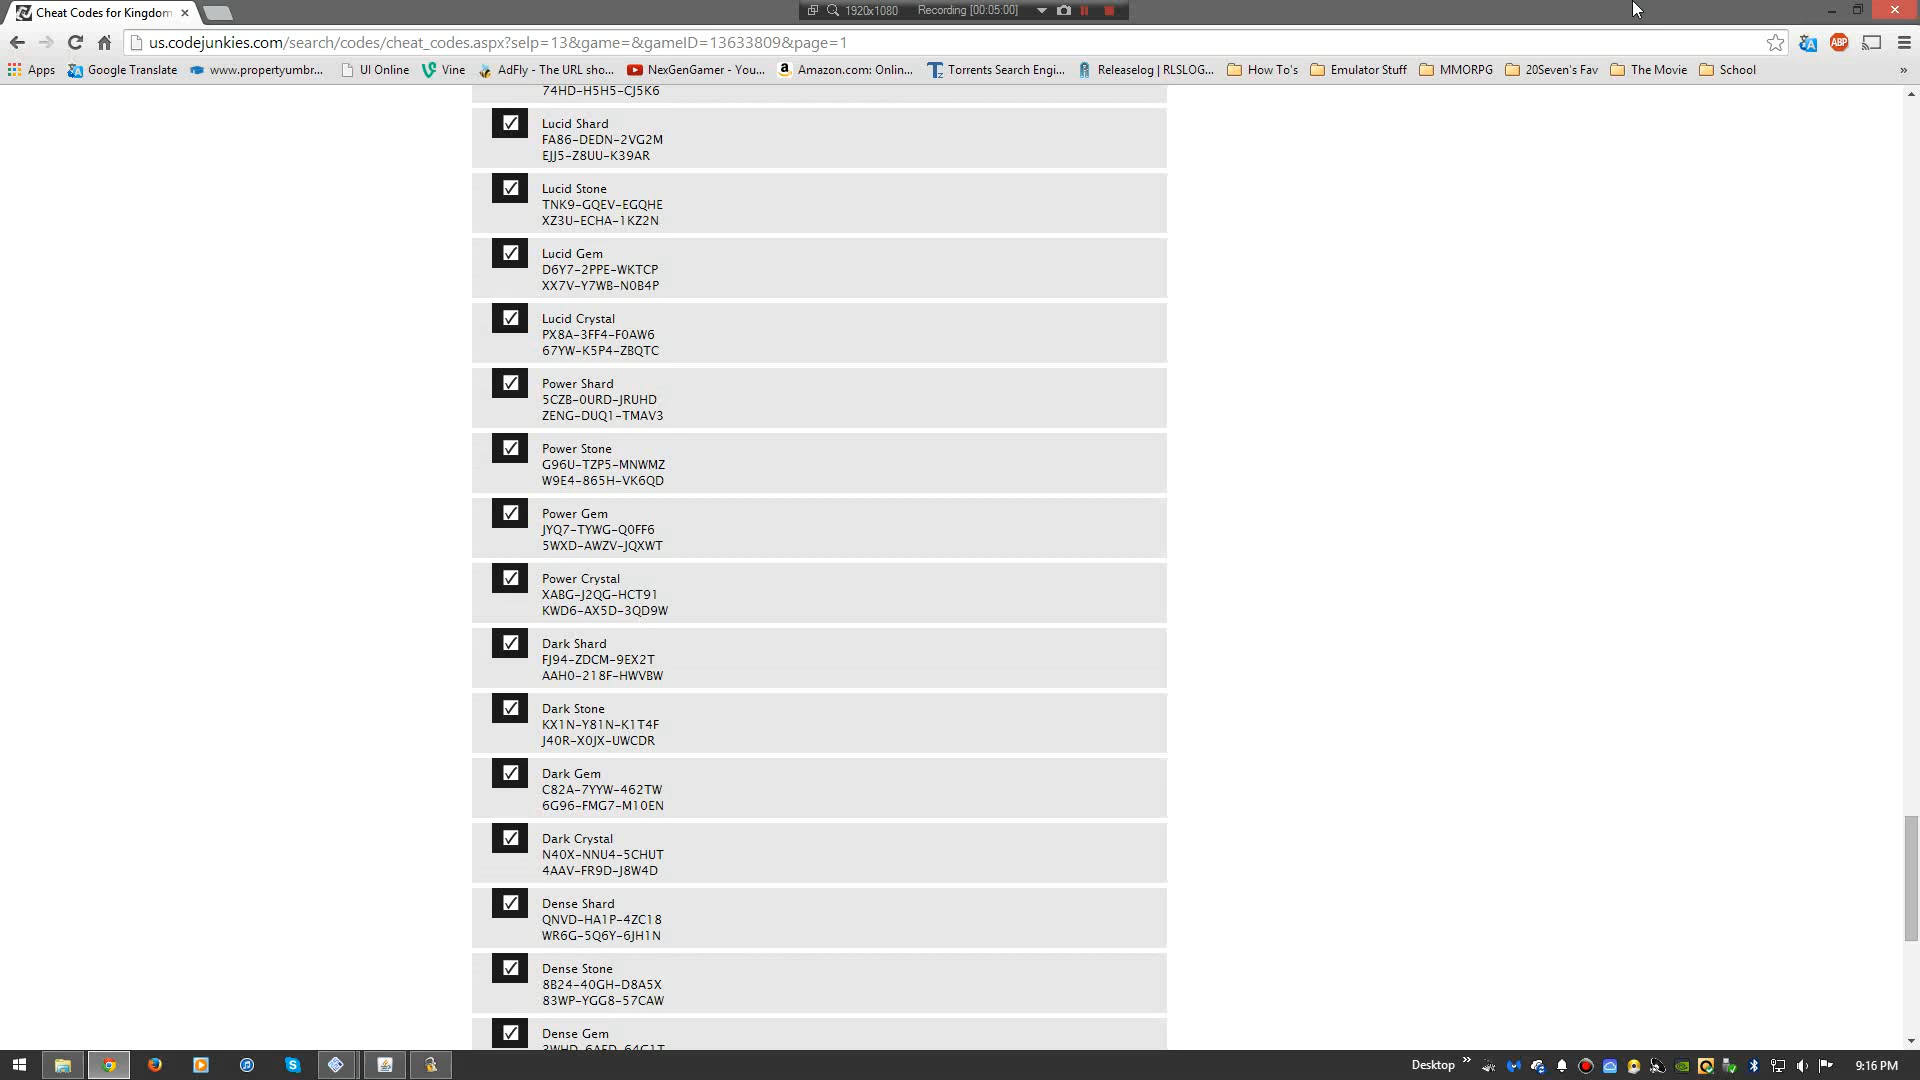 Cheat Codes for Kingdom
1920x1080 Recording [00:05:00]
us.codejunkies.com/search/codes/cheat_codes.aspx?selp=13&game=&gameID=13633809&page=1
ABP
Apps Google Translate www.propertyumbr... UI Online Vine AdFly - The URL sho... NexGenGamer - You... Amazon.com: Onlin... Torrents Search Engi... Releaselog | RLSLOG... How To's Emulator Stuff MMORPG 20Seven's Fav The Movie School »
74HD-H5H5-CJ5K6
Lucid Shard
FA86-DEDN-2VG2M
EJJ5-Z8UU-K39AR
Lucid Stone
TNK9-GQEV-EGQHE
XZ3U-ECHA-1KZ2N
Lucid Gem
D6Y7-2PPE-WKTCP
XX7V-Y7WB-N0B4P
Lucid Crystal
PX8A-3FF4-F0AW6
67YW-K5P4-ZBQTC
Power Shard
5CZB-0URD-JRUHD
ZENG-DUQ1-TMAV3
Power Stone
G96U-TZP5-MNWMZ
W9E4-865H-VK6QD
Power Gem
JYQ7-TYWG-Q0FF6
5WXD-AWZV-JQXWT
Power Crystal
XABG-J2QG-HCT91
KWD6-AX5D-3QD9W
Dark Shard
FJ94-ZDCM-9EX2T
AAH0-218F-HWVBW
Dark Stone
KX1N-Y81N-K1T4F
J40R-X0JX-UWCDR
Dark Gem
C82A-7YYW-462TW
6G96-FMG7-M10EN
Dark Crystal
N40X-NNU4-5CHUT
4AAV-FR9D-J8W4D
Dense Shard
QNVD-HA1P-4ZC18
WR6G-5Q6Y-6JH1N
Dense Stone
8B24-40GH-D8A5X
83WP-YGG8-57CAW
Dense Gem
Desktop » 9:16 PM